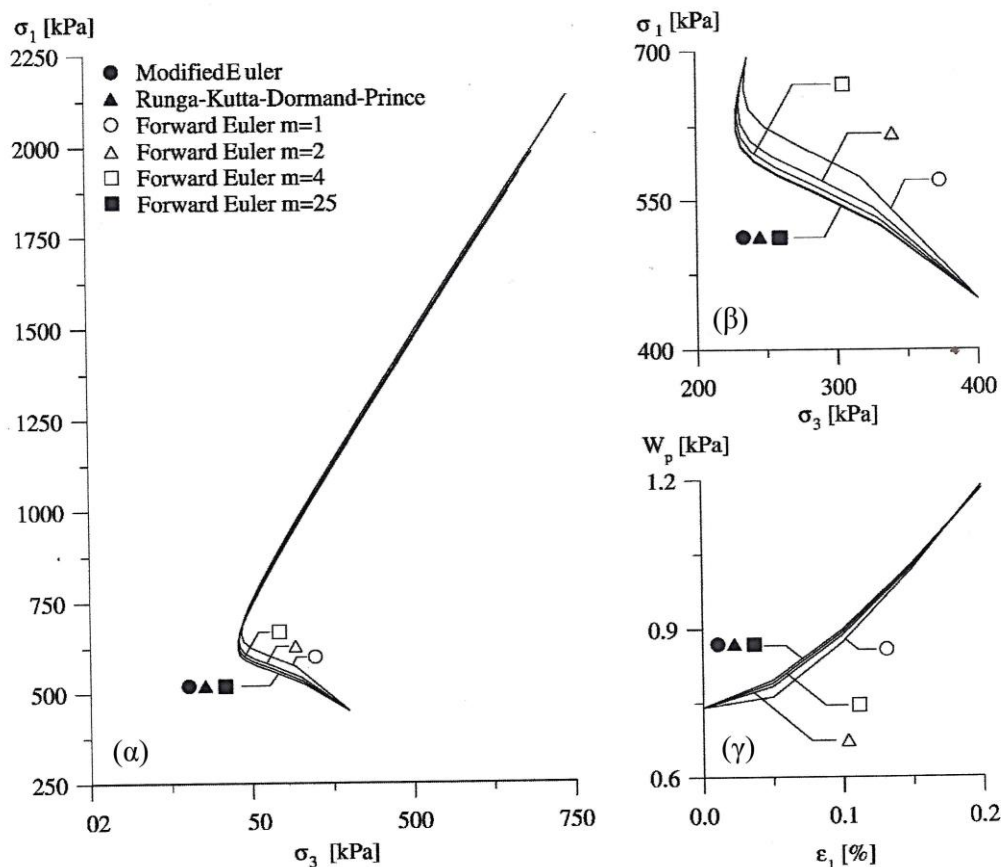 σ₁ [kPa]
2250
2000
1750
1500
1250
1000
750
500
250
ModifiedE uler
Runga-Kutta-Dormand-Prince
Forward Euler m=1
Forward Euler m=2
Forward Euler m=4
Forward Euler m=25
(α)
02
50
500
750
σ₃ [kPa]
σ₁ [kPa]
700
550
400
(β)
200
300
400
σ₃ [kPa]
Wₚ [kPa]
1.2
0.9
0.6
(γ)
0.0
0.1
0.2
ε₁ [%]